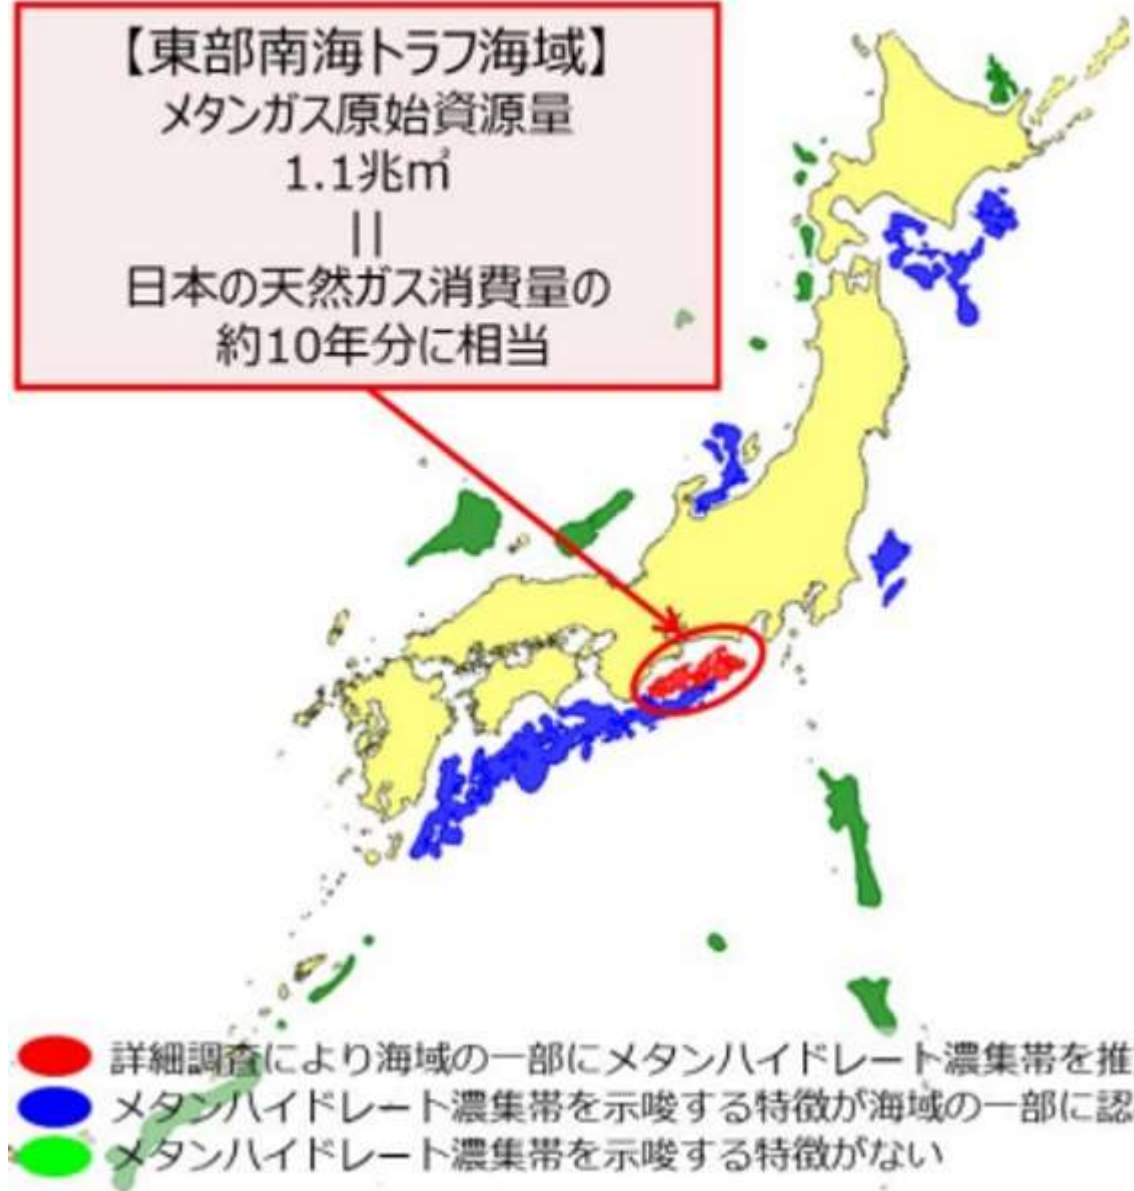 【東部南海トラフ海域】
メタンガス原始資源量
1.1兆㎥
||
日本の天然ガス消費量の
約10年分に相当
詳細調査により海域の一部にメタンハイドレート濃集帯を推
メタンハイドレート濃集帯を示唆する特徴が海域の一部に認
メタンハイドレート濃集帯を示唆する特徴がない